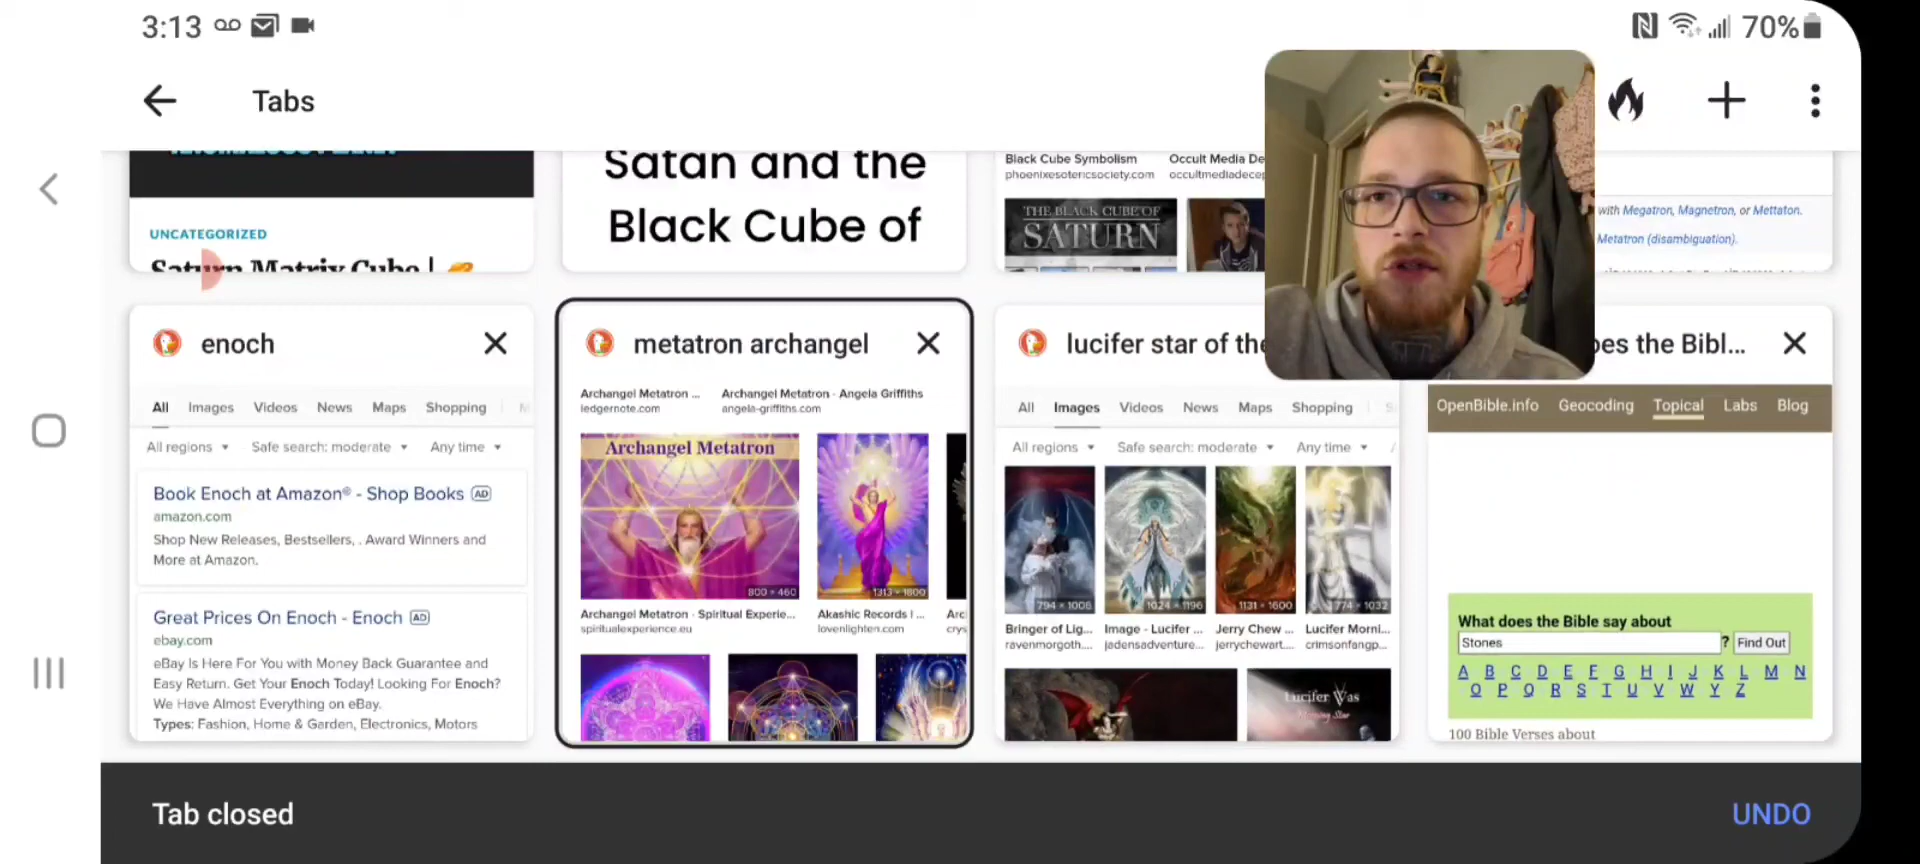 3:13
70%
Tabs
UNCATEGORIZED
Saturn Matrix Cube |
Satan and the
Black Cube of
Black Cube Symbolism
phoenixesotericsociety.com
Occult Media De
occultmediadecep
THE BLACK CUBE OF
SATURN
with Megatron, Magnetron, or Mettaton.
Metatron (disambiguation).
enoch
All Images Videos News Maps Shopping
All regions Safe search: moderate Any time
Book Enoch at Amazon® - Shop Books AD
amazon.com
Shop New Releases, Bestsellers, . Award Winners and
More at Amazon.
Great Prices On Enoch - Enoch AD
ebay.com
eBay Is Here For You with Money Back Guarantee and
Easy Return. Get Your Enoch Today! Looking For Enoch?
We Have Almost Everything on eBay.
Types: Fashion, Home & Garden, Electronics, Motors
metatron archangel
Archangel Metatron ...
ledgernote.com
Archangel Metatron - Angela Griffiths
angela-griffiths.com
Archangel Metatron
800 × 460
1313 × 1800
Archangel Metatron - Spiritual Experie...
spiritualexperience.eu
Akashic Records | ...
lovenlighten.com
Arc
crys
lucifer star of the
All Images Videos News Maps Shopping
All regions Safe search: moderate Any time
794 × 1006
1024 × 1196
1131 × 1600
774 × 1032
Bringer of Lig...
ravenmorgoth....
Image - Lucifer ...
jadensadventure...
Jerry Chew ...
jerrychewart....
Lucifer Morni...
crimsonfangp...
Lucifer Was
Morning Star
oes the Bibl...
OpenBible.info Geocoding Topical Labs Blog
What does the Bible say about
Stones ? Find Out
A B C D E F G H I J K L M N
O P Q R S T U V W Y Z
100 Bible Verses about
Tab closed
UNDO